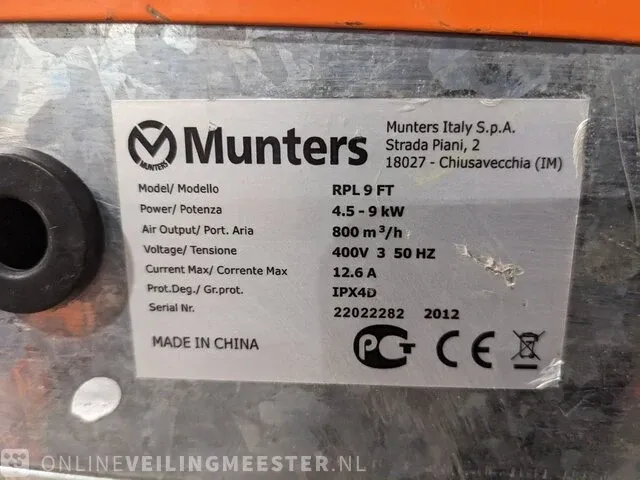 MUNTERS
Munters
Munters Italy S.p.A.
Strada Piani, 2
18027 - Chiusavecchia (IM)
Model/ Modello RPL 9 FT
Power/ Potenza 4.5 - 9 kW
Air Output/ Port. Aria 800 m³/h
Voltage/ Tensione 400V 3 50 HZ
Current Max/ Corrente Max 12.6 A
Prot.Deg./ Gr.prot. IPX4D
Serial Nr. 22022282 2012
MADE IN CHINA
PCT CE
ONLINEVEILINGMEESTER.NL